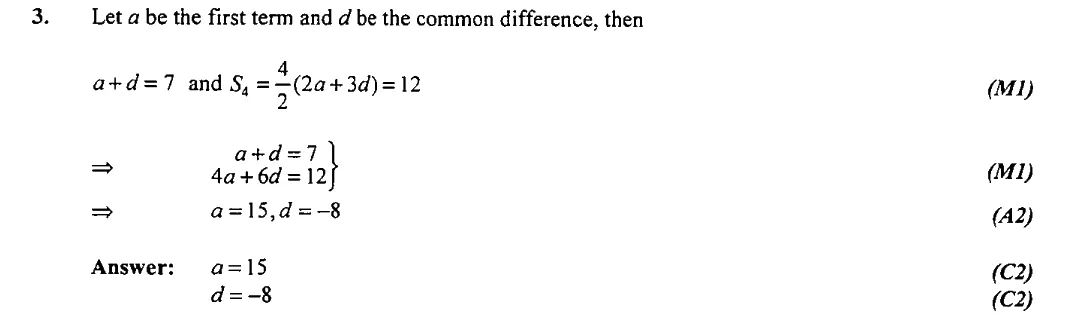 3. Let a be the first term and d be the common difference, then
a + d = 7 and S₄ = 4/2 (2a + 3d) = 12 (M1)
⇒ a + d = 7 }
4a + 6d = 12 } (M1)
⇒ a = 15, d = −8 (A2)
Answer: a = 15 (C2)
d = −8 (C2)